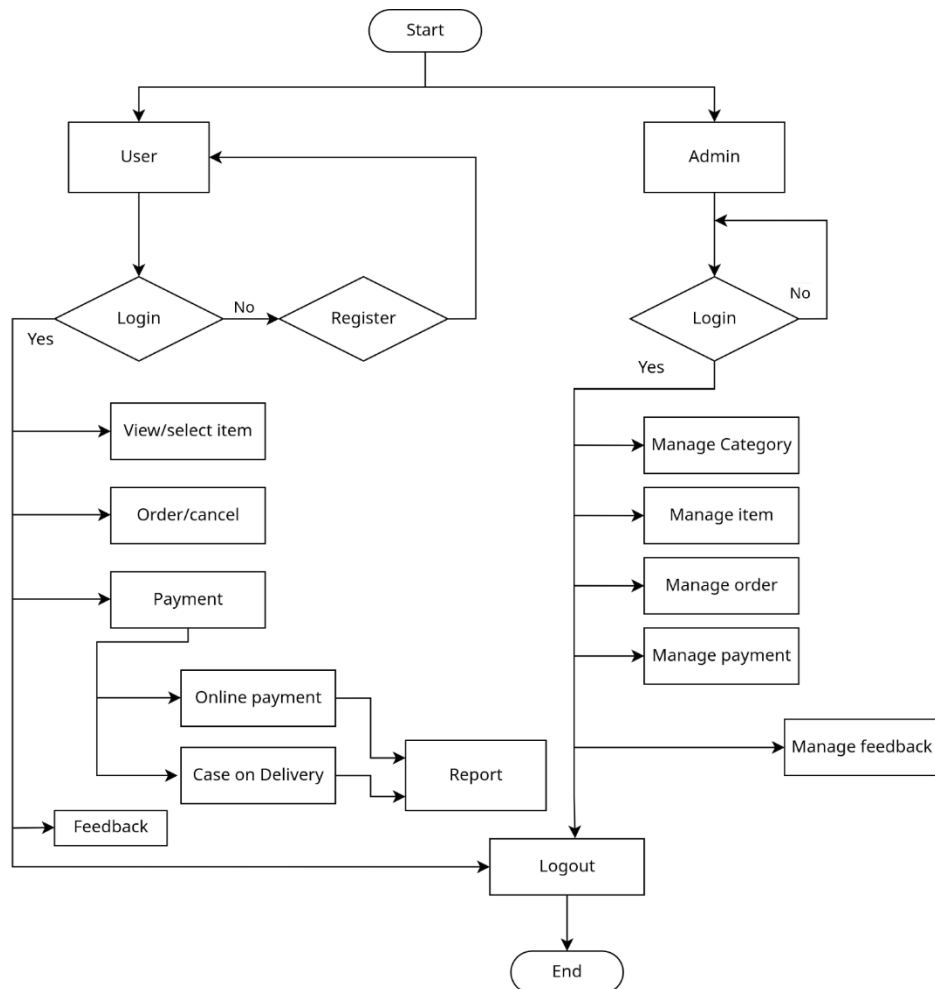 Start
User
Admin
Login
No
Register
Login
No
Yes
Yes
View/select item
Manage Category
Order/cancel
Manage item
Payment
Manage order
Manage payment
Online payment
Manage feedback
Case on Delivery
Report
Feedback
Logout
End